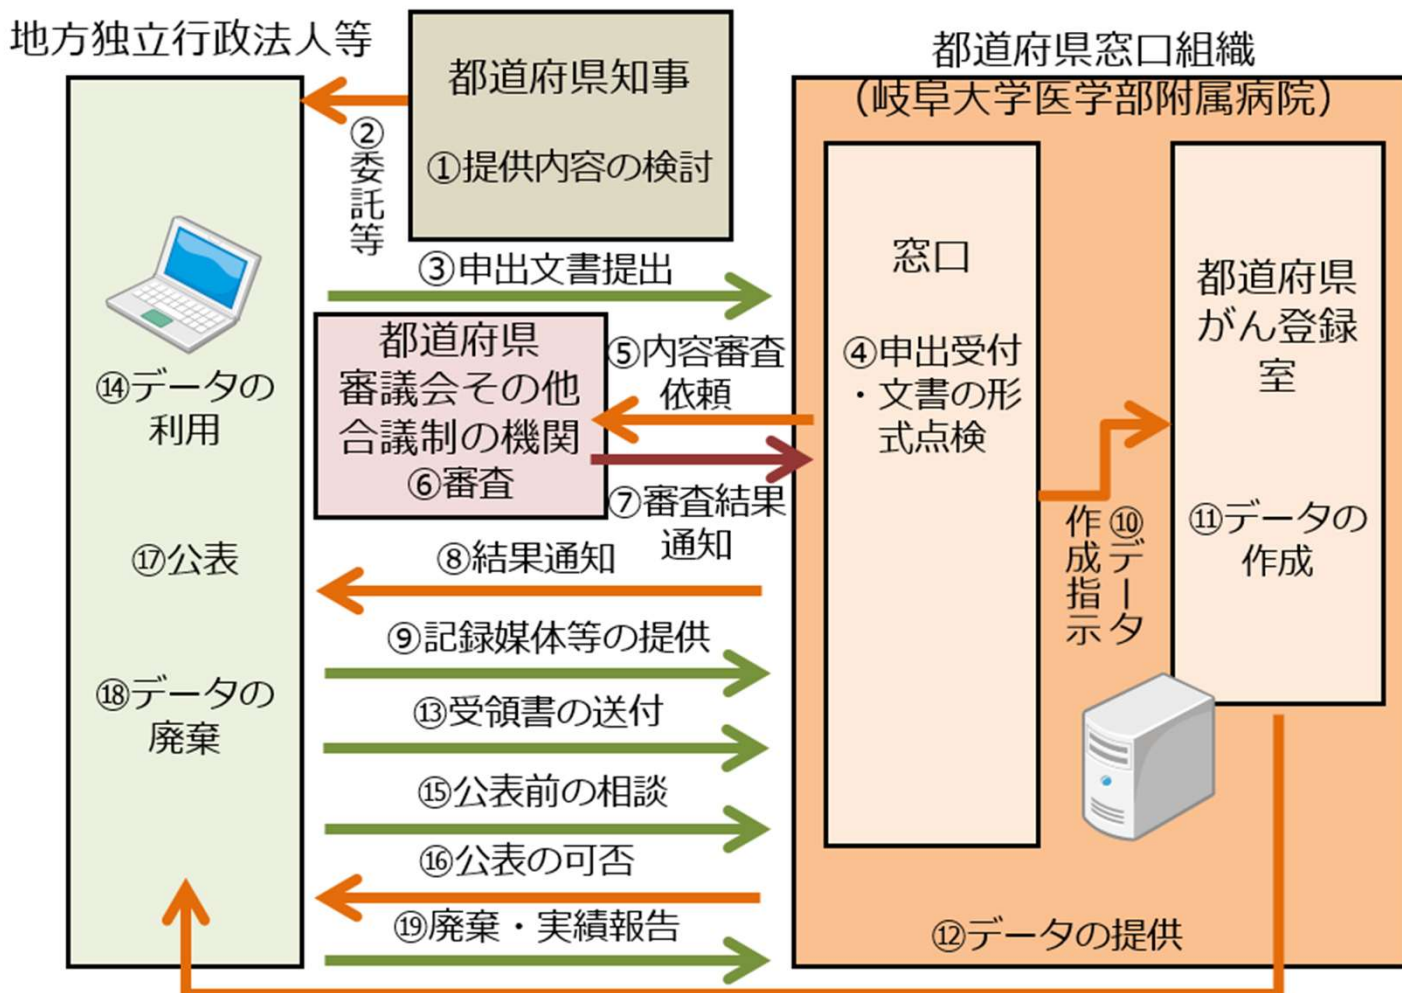 地方独立行政法人等
都道府県知事
①提供内容の検討
②委託等
都道府県窓口組織
(岐阜大学医学部附属病院)
③申出文書提出
窓口
④申出受付
・文書の形
式点検
都道府県
がん登録
室
都道府県
審議会その他
合議制の機関
⑥審査
⑤内容審査
依頼
⑦審査結果
通知
⑭データの
利用
⑧結果通知
⑩データ
作成指示
⑪データの
作成
⑰公表
⑨記録媒体等の提供
⑱データの
廃棄
⑬受領書の送付
⑮公表前の相談
⑯公表の可否
⑲廃棄・実績報告
⑫データの提供